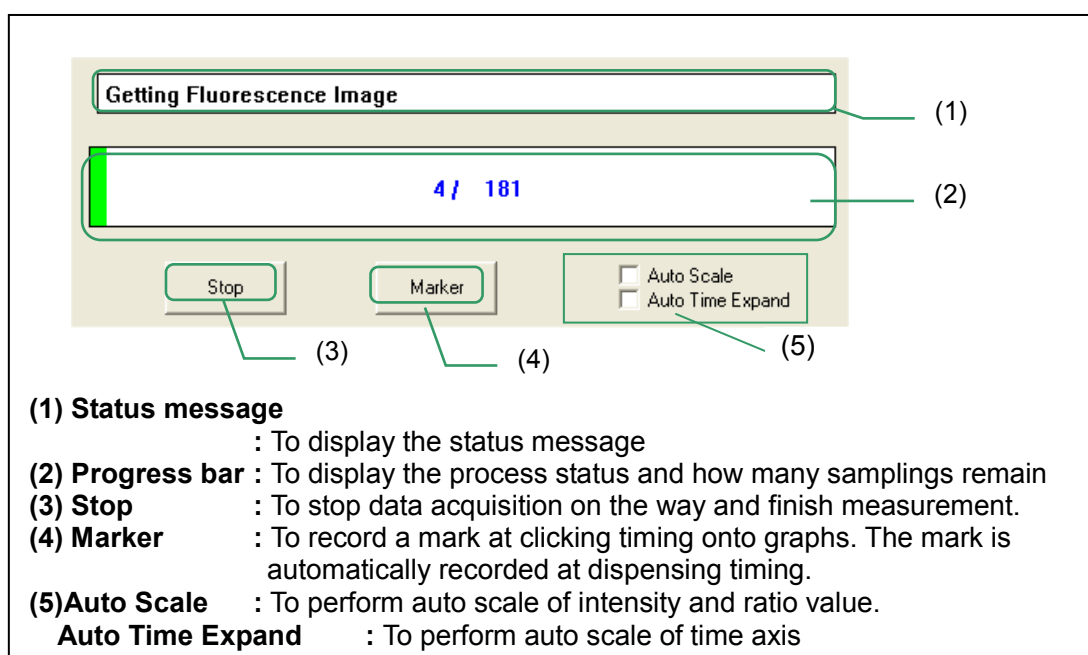 Getting Fluorescence Image
(1)
4 / 181
(2)
Stop
Marker
Auto Scale
Auto Time Expand
(3)
(4)
(5)
(1) Status message
: To display the status message
(2) Progress bar : To display the process status and how many samplings remain
(3) Stop : To stop data acquisition on the way and finish measurement.
(4) Marker : To record a mark at clicking timing onto graphs. The mark is
automatically recorded at dispensing timing.
(5)Auto Scale : To perform auto scale of intensity and ratio value.
Auto Time Expand : To perform auto scale of time axis